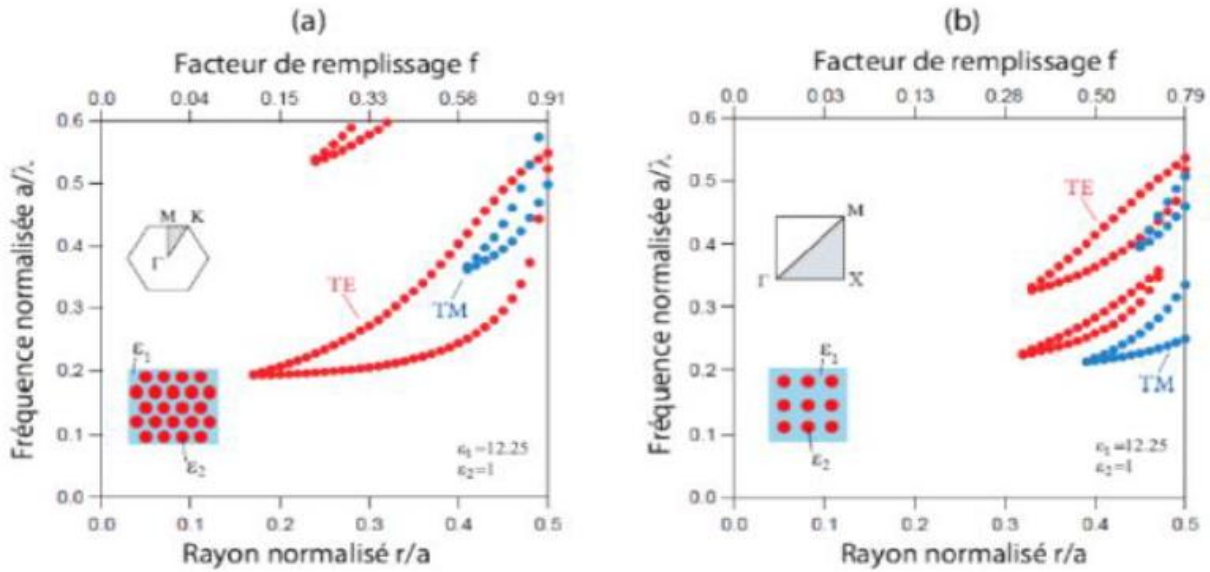 (a)
Facteur de remplissage f
0.0 0.04 0.15 0.33 0.58 0.91
Fréquence normalisée a/λ
0.6
0.5
0.4
0.3
0.2
0.1
0.0
M K
Γ
TE
TM
ε₁
ε₂
ε₁=12.25
ε₂=1
0.0 0.1 0.2 0.3 0.4 0.5
Rayon normalisé r/a
(b)
Facteur de remplissage f
0.0 0.03 0.13 0.28 0.50 0.79
Fréquence normalisée a/λ
0.6
0.5
0.4
0.3
0.2
0.1
0.0
M
Γ X
TE
TM
ε₁
ε₂
ε₁=12.25
ε₂=1
0.0 0.1 0.2 0.3 0.4 0.5
Rayon normalisé r/a